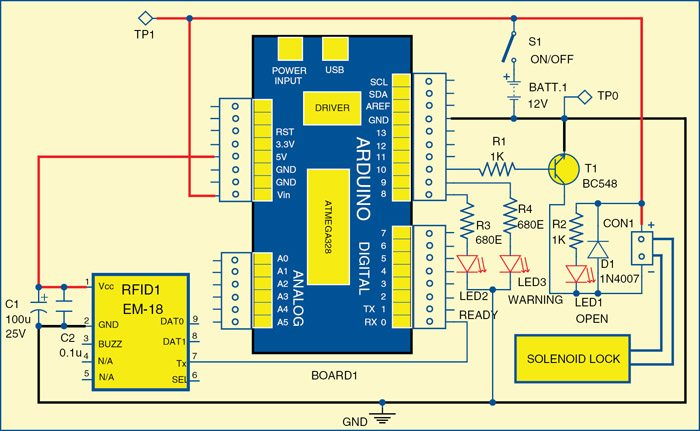 TP1
S1
ON/OFF
BATT.1
12V
TP0
POWER
INPUT
USB
DRIVER
ARDUINO
ATMEGA328
ANALOG
DIGITAL
RST
3.3V
5V
GND
GND
Vin
A0
A1
A2
A3
A4
A5
SCL
SDA
AREF
GND
13
12
11
10
9
8
7
6
5
4
3
2
TX 1
RX 0
R1
1K
T1
BC548
R3
680E
R4
680E
R2
1K
CON1
+
–
D1
1N4007
LED2
READY
LED3
WARNING
LED1
OPEN
SOLENOID LOCK
C1
100u
25V
+
C2
0.1u
RFID1
EM-18
1 Vcc
2 GND
3 BUZZ
4 N/A
5 N/A
DAT0 9
DAT1 8
Tx 7
SEL 6
BOARD1
GND
+